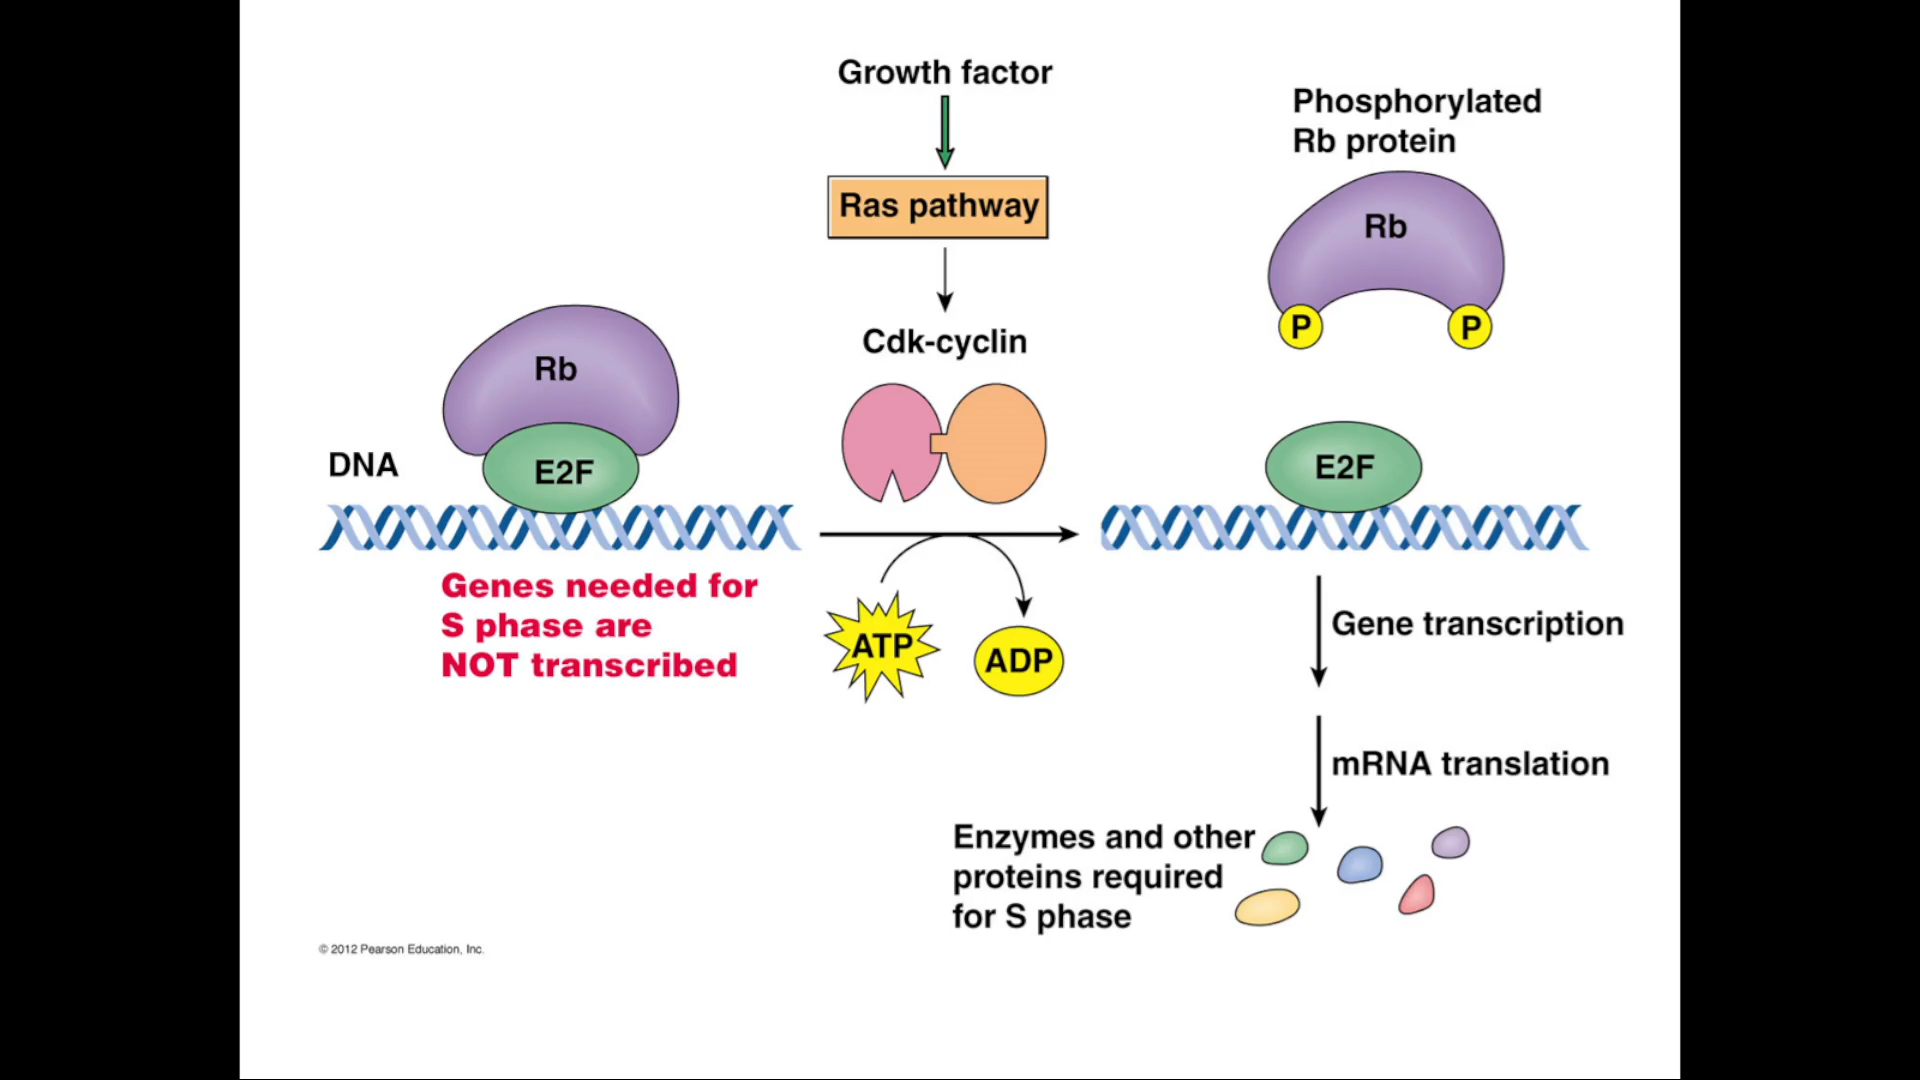 Growth factor
Ras pathway
Cdk-cyclin
Phosphorylated
Rb protein
Rb
P
P
Rb
E2F
DNA
Genes needed for
S phase are
NOT transcribed
ATP
ADP
E2F
Gene transcription
mRNA translation
Enzymes and other
proteins required
for S phase
© 2012 Pearson Education, Inc.